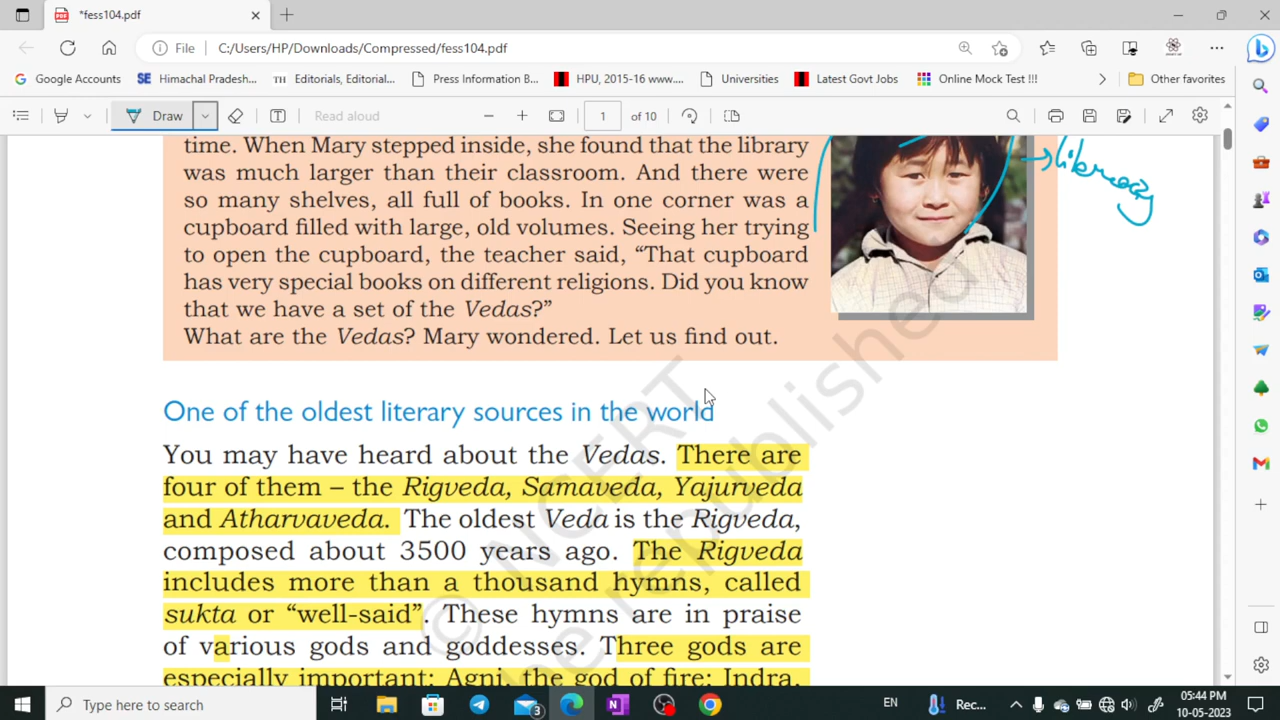 *fess104.pdf
File
C:/Users/HP/Downloads/Compressed/fess104.pdf
Google Accounts
SE Himachal Pradesh...
TH Editorials, Editorial...
Press Information B...
HPU, 2015-16 www....
Universities
Latest Govt Jobs
Online Mock Test !!!
Other favorites
Draw
Read aloud
1 of 10
time. When Mary stepped inside, she found that the library
was much larger than their classroom. And there were
so many shelves, all full of books. In one corner was a
cupboard filled with large, old volumes. Seeing her trying
to open the cupboard, the teacher said, “That cupboard
has very special books on different religions. Did you know
that we have a set of the Vedas?”
What are the Vedas? Mary wondered. Let us find out.
One of the oldest literary sources in the world
You may have heard about the Vedas. There are
four of them – the Rigveda, Samaveda, Yajurveda
and Atharvaveda. The oldest Veda is the Rigveda,
composed about 3500 years ago. The Rigveda
includes more than a thousand hymns, called
sukta or “well-said”. These hymns are in praise
of various gods and goddesses. Three gods are
especially important: Agni, the god of fire; Indra,
© NCERT
be republished
Type here to search
3
EN
Rec...
05:44 PM
10-05-2023